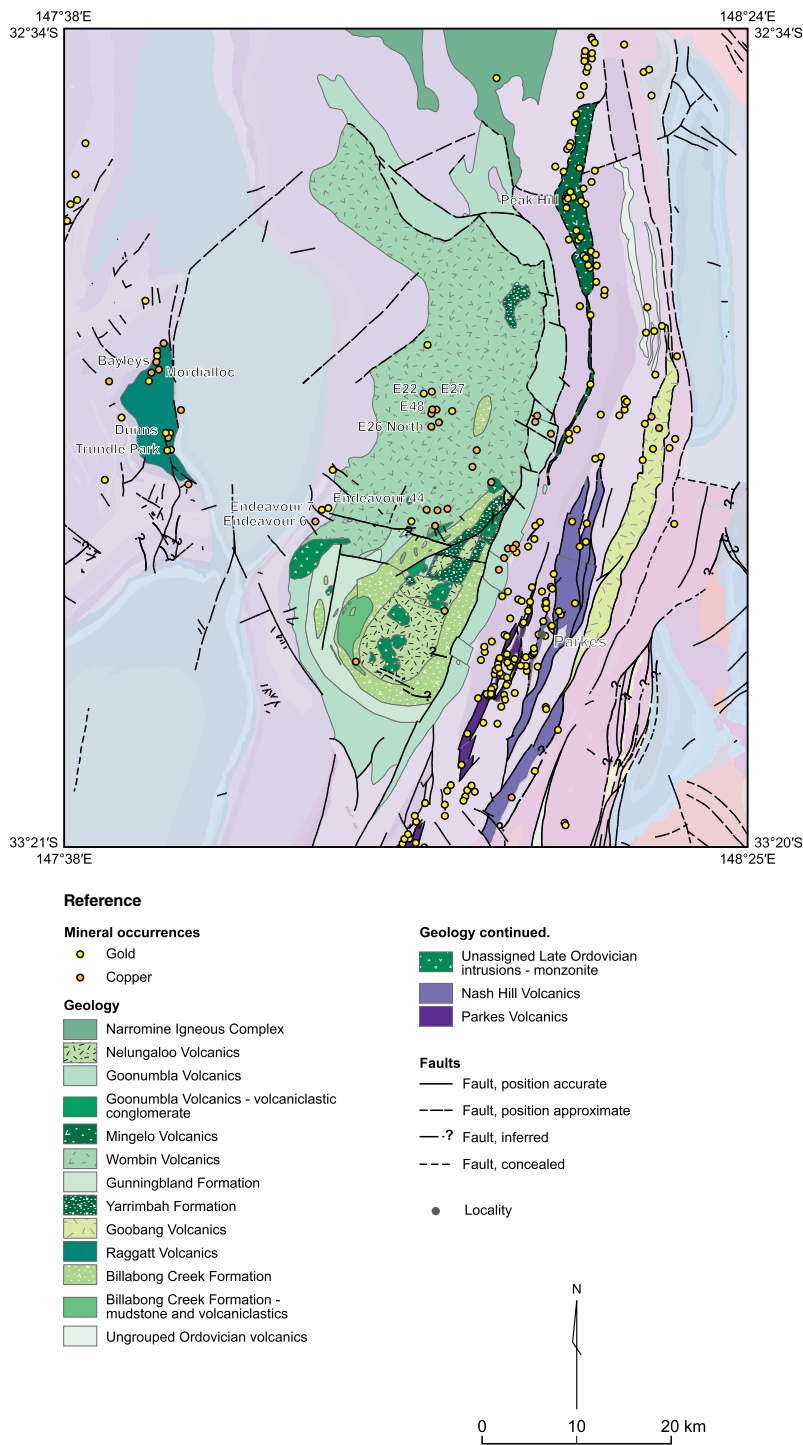 147°38′E
148°24′E
32°34′S
32°34′S
Peak Hill
Bayleys
Mordialloc
E22
E27
E48
E26 North
Dunns
Trundle Park
Endeavour 44
Endeavour 7
Endeavour 6
?
?
?
?
Parkes
?
?
?
?
?
?
?
?
?
?
33°21′S
33°20′S
147°38′E
148°25′E
Reference
Mineral occurrences
Gold
Copper
Geology
Narromine Igneous Complex
Nelungaloo Volcanics
Goonumbla Volcanics
Goonumbla Volcanics - volcaniclastic
conglomerate
Mingelo Volcanics
Wombin Volcanics
Gunningbland Formation
Yarrimbah Formation
Goobang Volcanics
Raggatt Volcanics
Billabong Creek Formation
Billabong Creek Formation -
mudstone and volcaniclastics
Ungrouped Ordovician volcanics
Geology continued.
Unassigned Late Ordovician
intrusions - monzonite
Nash Hill Volcanics
Parkes Volcanics
Faults
Fault, position accurate
Fault, position approximate
?
Fault, inferred
Fault, concealed
Locality
N
0 10 20 km